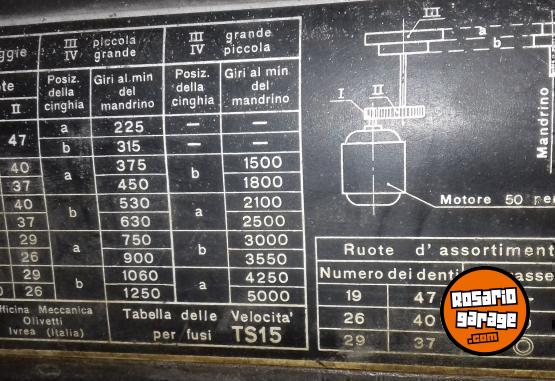 ggie III piccola III grande
IV grande IV piccola
ote Posiz. Giri al.min Posiz. Giri al min
della del della del
II cinghia mandrino cinghia mandrino
47 a 225 — —
b 315 — —
40 a 375 b 1500
37 450 1800
40 b 530 a 2100
37 630 2500
29 a 750 b 3000
26 900 3550
29 b 1060 a 4250
0 26 1250 5000
fficina Meccanica
Olivetti
Ivrea (Italia)
Tabella delle Velocita'
per fusi TS15
III
a
b
I II
Mandrino
Motore 50 per
Ruote d'assortiment
Numero dei denti asse
19 47
26 40
29 37
Rosario
garage
.com